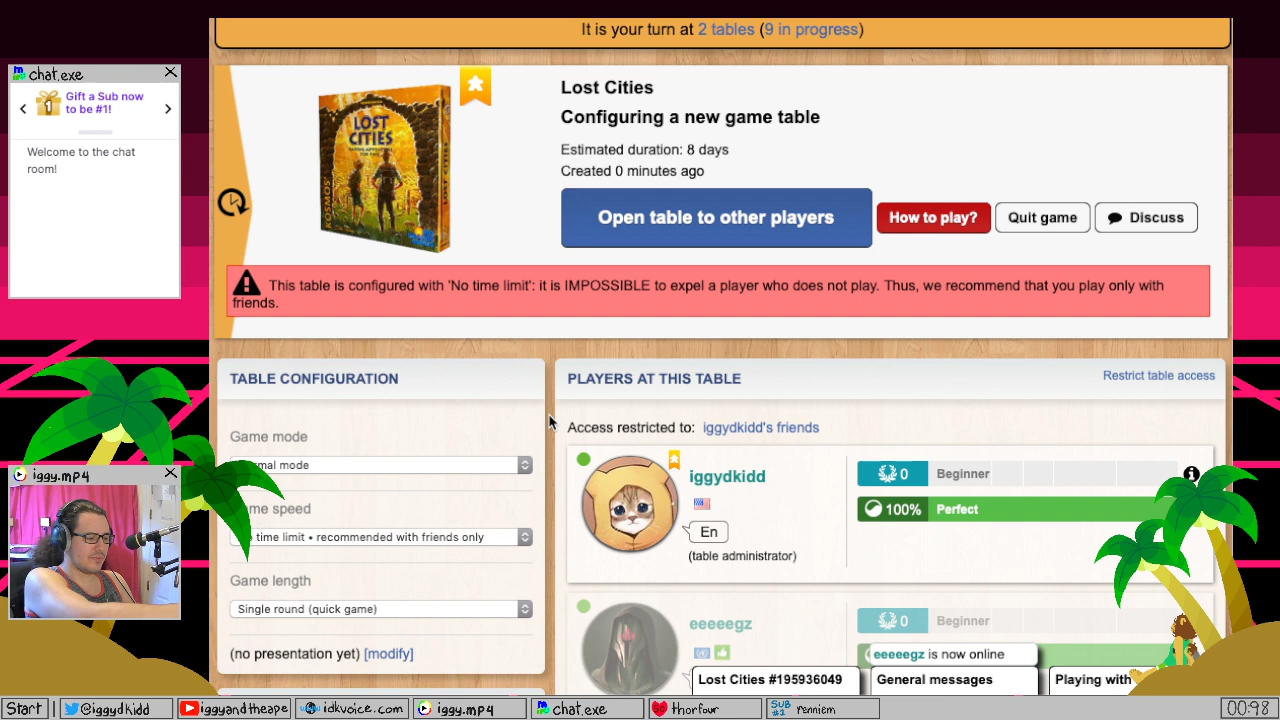 It is your turn at 2 tables (9 in progress)
chat.exe
Gift a Sub now
to be #1!
1
Welcome to the chat
room!
LOST
CITIES
KOSMOS
LOST CITIES
Lost Cities
Configuring a new game table
Estimated duration: 8 days
Created 0 minutes ago
Open table to other players
How to play?
Quit game
Discuss
This table is configured with 'No time limit': it is IMPOSSIBLE to expel a player who does not play. Thus, we recommend that you play only with
friends.
TABLE CONFIGURATION
Game mode
mal mode
me speed
time limit • recommended with friends only
Game length
Single round (quick game)
(no presentation yet) [modify]
PLAYERS AT THIS TABLE
Restrict table access
Access restricted to: iggydkidd's friends
iggydkidd
En
(table administrator)
0 Beginner
100% Perfect
eeeeegz
0 Beginner
eeeeegz is now online
Lost Cities #195936049
General messages
Playing with
iggy.mp4
Start
@iggydkidd
iggyandtheape
idkvoice.com
iggy.mp4
chat.exe
thorfour
SUB
#1
renniem
00:98